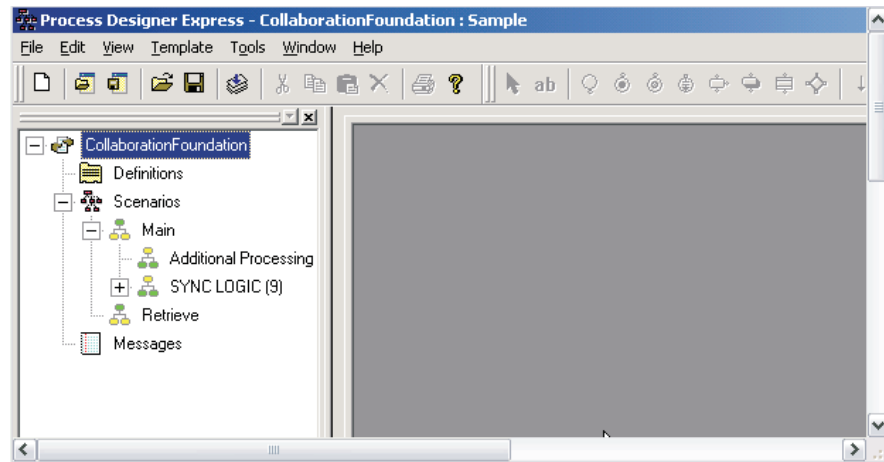 Process Designer Express - CollaborationFoundation : Sample
File Edit View Template Tools Window Help
ab
CollaborationFoundation
Definitions
Scenarios
Main
Additional Processing
SYNC LOGIC (9)
Retrieve
Messages